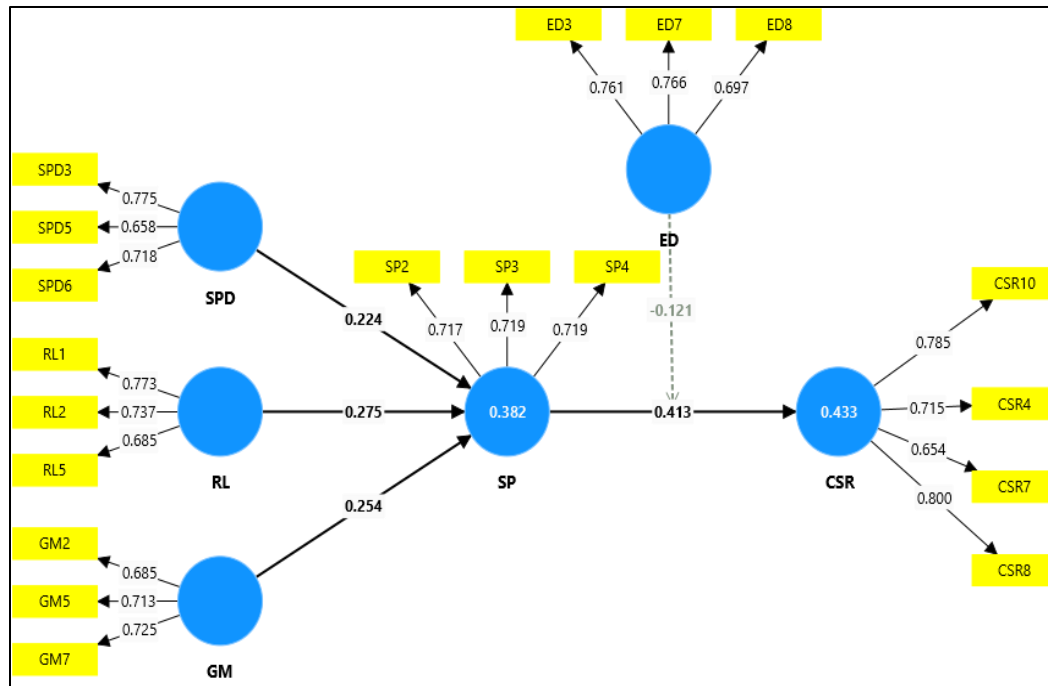 ED3
ED7
ED8
0.761
0.766
0.697
ED
-0.121
SPD3
SPD5
SPD6
0.775
0.658
0.718
SPD
0.224
RL1
RL2
RL5
0.773
0.737
0.685
RL
0.275
GM2
GM5
GM7
0.685
0.713
0.725
GM
0.254
SP2
SP3
SP4
0.717
0.719
0.719
0.382
SP
0.413
0.433
CSR
0.785
0.715
0.654
0.800
CSR10
CSR4
CSR7
CSR8